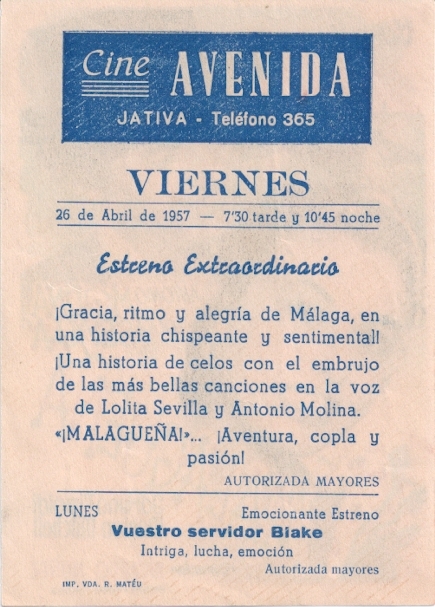 Cine AVENIDA
JATIVA - Teléfono 365
VIERNES
26 de Abril de 1957 — 7'30 tarde y 10'45 noche
Estreno Extraordinario
¡Gracia, ritmo y alegría de Málaga, en
una historia chispeante y sentimental!
¡Una historia de celos con el embrujo
de las más bellas canciones en la voz
de Lolita Sevilla y Antonio Molina.
«¡MALAGUEÑA!»... ¡Aventura, copla y
pasión!
AUTORIZADA MAYORES
LUNES Emocionante Estreno
Vuestro servidor Blake
Intriga, lucha, emoción
Autorizada mayores
IMP. VDA. R. MATÉU